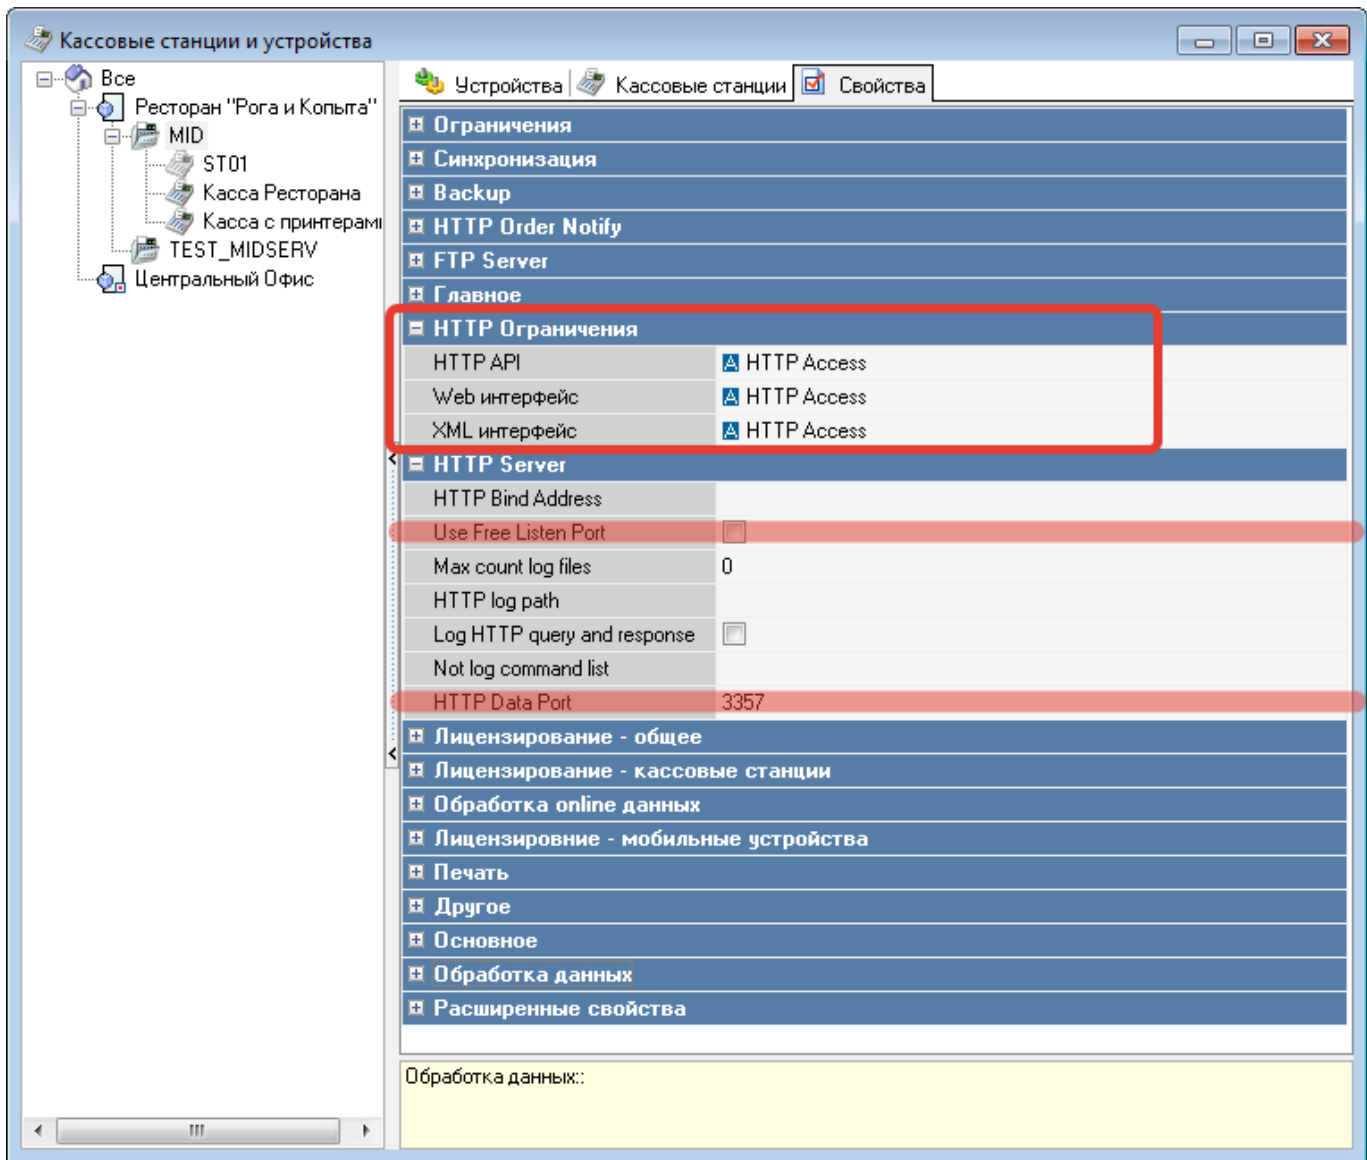 Кассовые станции и устройства
Все
Ресторан "Рога и Копыта"
MID
ST01
Касса Ресторана
Касса с принтерами
TEST_MIDSERV
Центральный Офис
Устройства Кассовые станции Свойства
Ограничения
Синхронизация
Backup
HTTP Order Notify
FTP Server
Главное
HTTP Ограничения
HTTP API A HTTP Access
Web интерфейс A HTTP Access
XML интерфейс A HTTP Access
HTTP Server
HTTP Bind Address
Use Free Listen Port
Max count log files 0
HTTP log path
Log HTTP query and response
Not log command list
HTTP Data Port 3357
Лицензирование - общее
Лицензирование - кассовые станции
Обработка online данных
Лицензировние - мобильные устройства
Печать
Другое
Основное
Обработка данных
Расширенные свойства
Обработка данных::